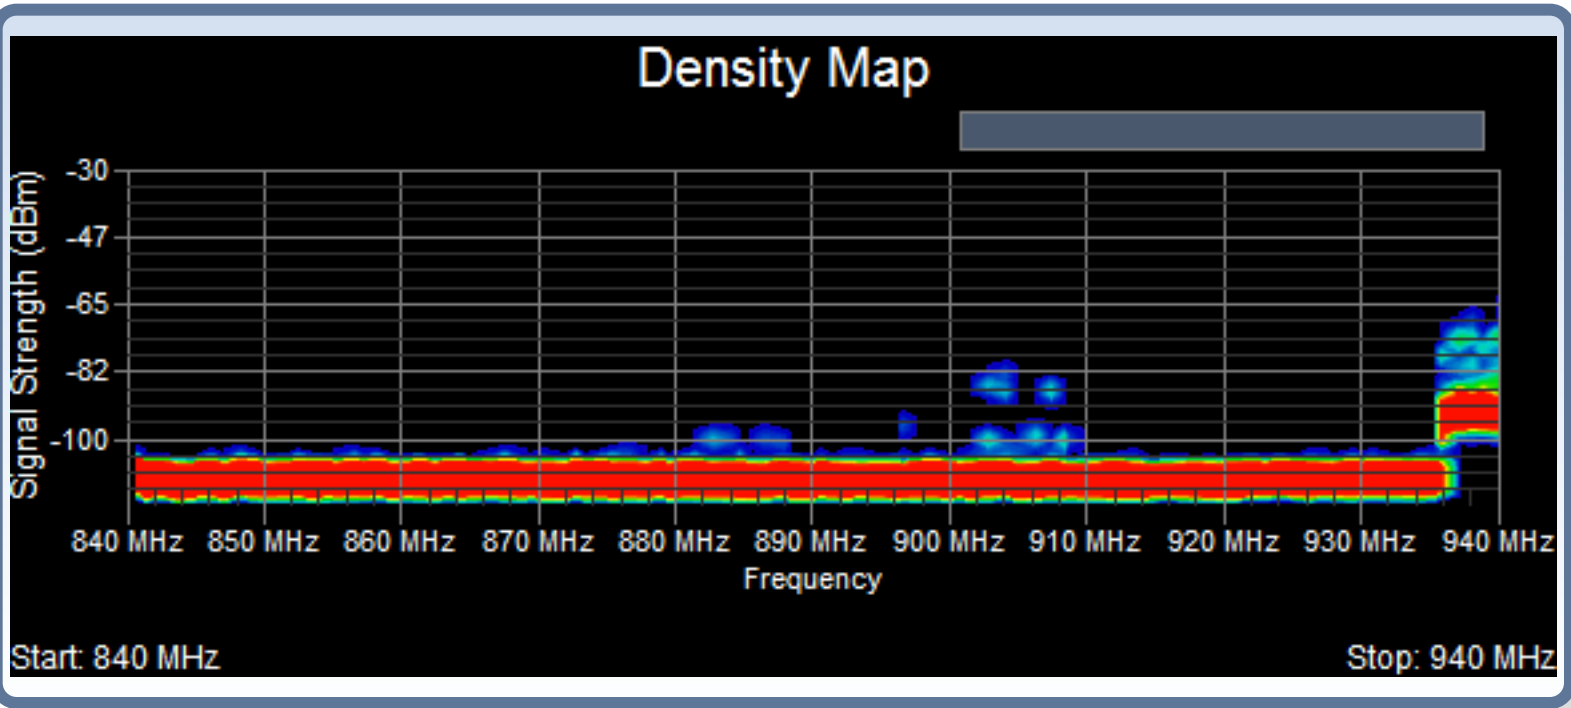 Density Map
Signal Strength (dBm)
-30
-47
-65
-82
-100
840 MHz 850 MHz 860 MHz 870 MHz 880 MHz 890 MHz 900 MHz 910 MHz 920 MHz 930 MHz 940 MHz
Frequency
Start: 840 MHz Stop: 940 MHz